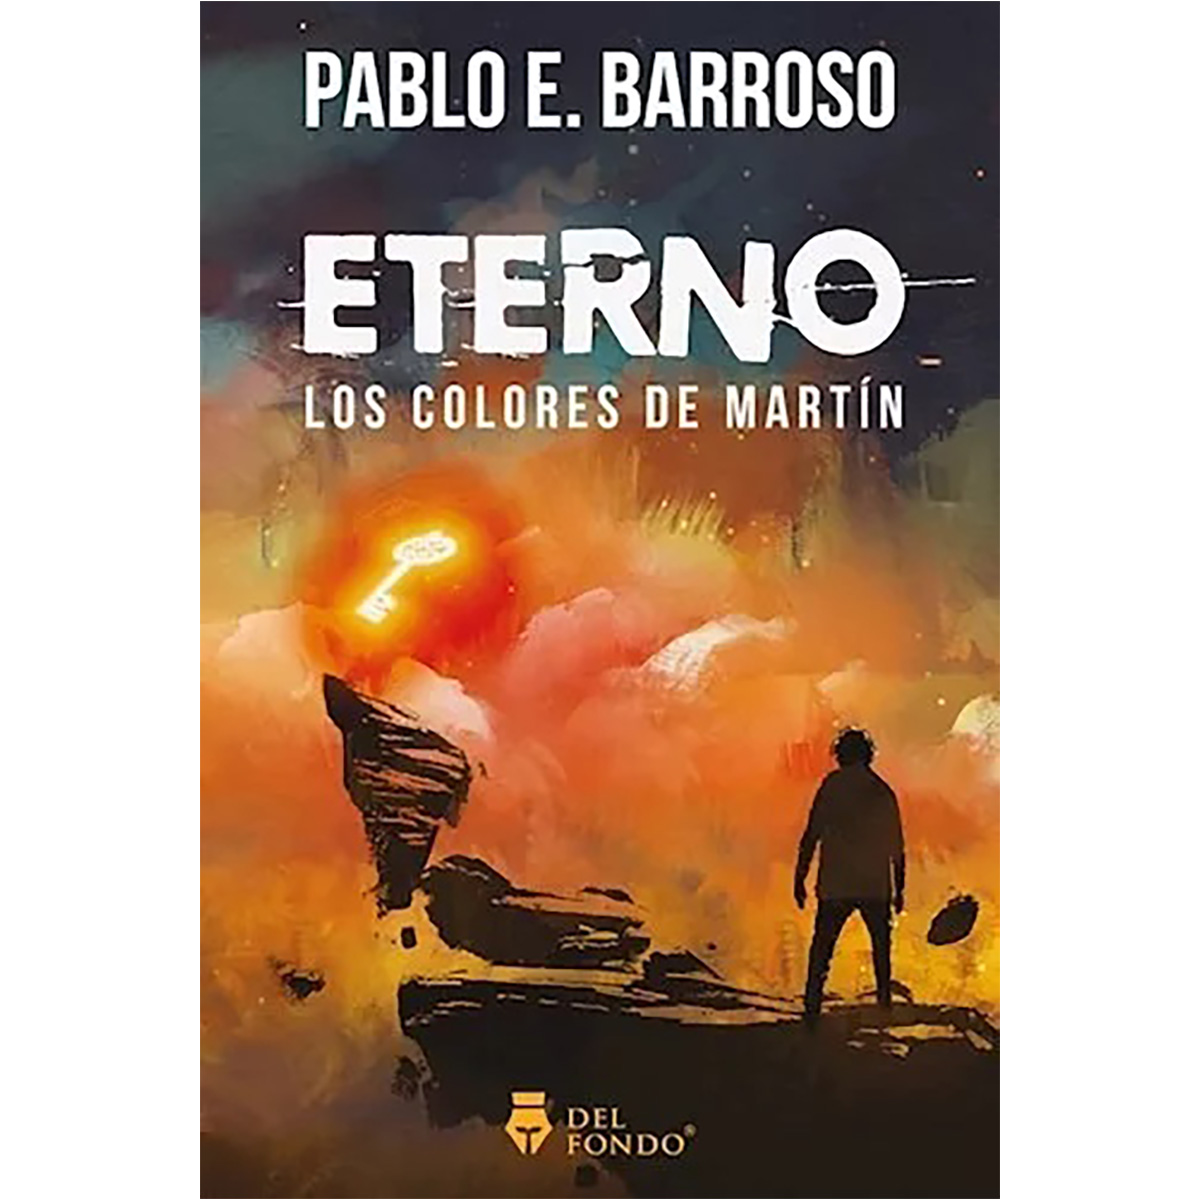 PABLO E. BARROSO
ETERNO
LOS COLORES DE MARTÍN
DEL
FONDO®